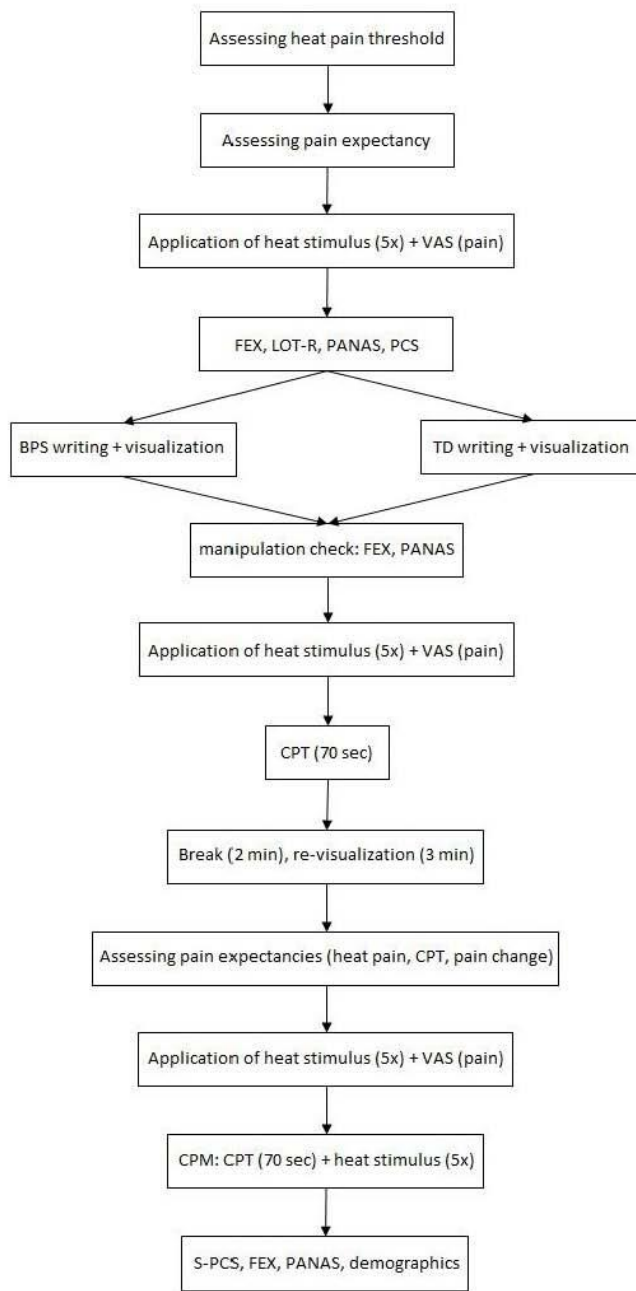 Assessing heat pain threshold
Assessing pain expectancy
Application of heat stimulus (5x) + VAS (pain)
FEX, LOT-R, PANAS, PCS
BPS writing + visualization
TD writing + visualization
manipulation check: FEX, PANAS
Application of heat stimulus (5x) + VAS (pain)
CPT (70 sec)
Break (2 min), re-visualization (3 min)
Assessing pain expectancies (heat pain, CPT, pain change)
Application of heat stimulus (5x) + VAS (pain)
CPM: CPT (70 sec) + heat stimulus (5x)
S-PCS, FEX, PANAS, demographics